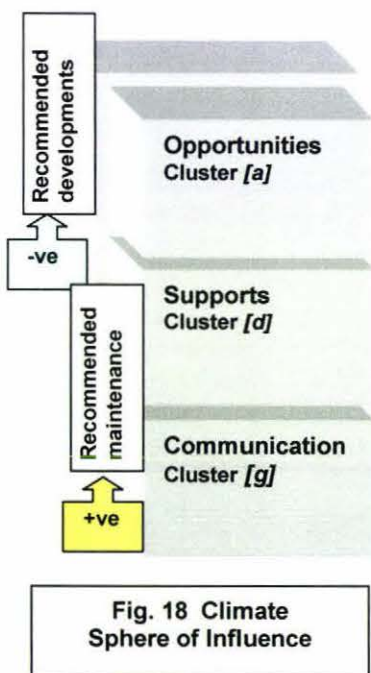 Recommended
developments
Opportunities
Cluster [a]
-ve
Supports
Cluster [d]
Recommended
maintenance
Communication
Cluster [g]
+ve
Fig. 18 Climate
Sphere of Influence